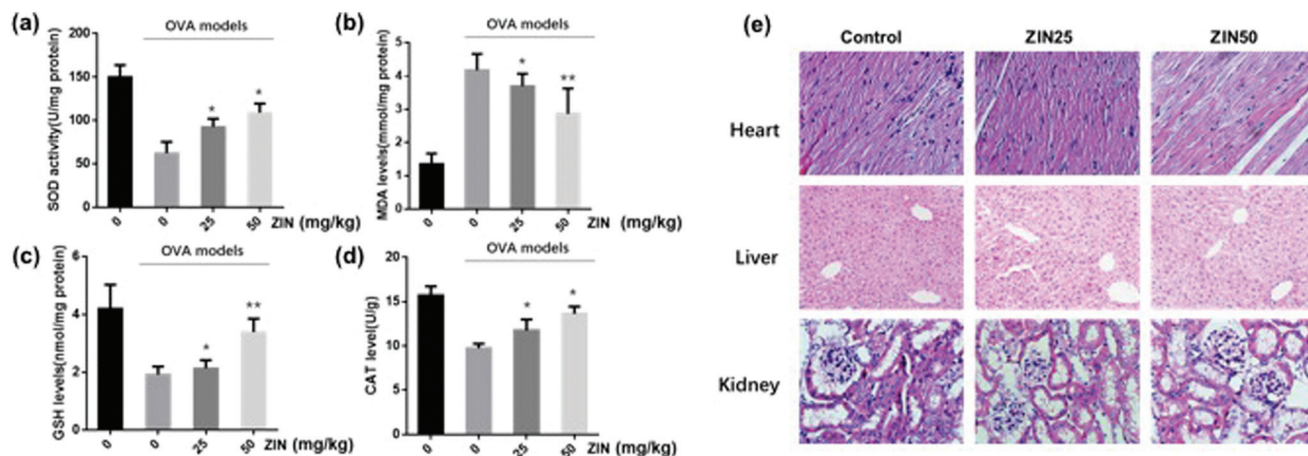 (a)
OVA models
SOD activity(U/mg protein)
200
150
100
50
0
0
0
25
50
ZIN (mg/kg)
*
*
(b)
OVA models
MDA levels(mmol/mg protein)
5
4
3
2
1
0
0
0
25
50
ZIN (mg/kg)
*
**
(c)
OVA models
GSH levels(nmol/mg protein)
6
4
2
0
0
0
25
50
ZIN (mg/kg)
*
**
(d)
OVA models
CAT level(U/g)
20
15
10
5
0
0
0
25
50
ZIN (mg/kg)
*
*
(e)
Control
ZIN25
ZIN50
Heart
Liver
Kidney